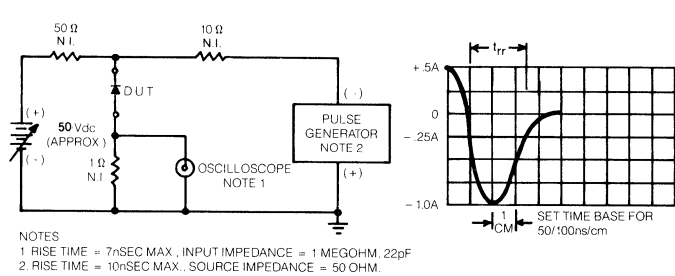 50 Ω
N.I.
10 Ω
N.I.
DUT
(+)
50 Vdc
(APPROX)
(-)
1 Ω
N.I
OSCILLOSCOPE
NOTE 1
(-)
PULSE
GENERATOR
NOTE 2
(+)
trr
+ .5A
0
- .25A
- 1.0A
1
CM
SET TIME BASE FOR
50/100ns/cm
NOTES
1 RISE TIME = 7nSEC MAX , INPUT IMPEDANCE = 1 MEGOHM, 22pF
2. RISE TIME = 10nSEC MAX., SOURCE IMPEDANCE = 50 OHM.